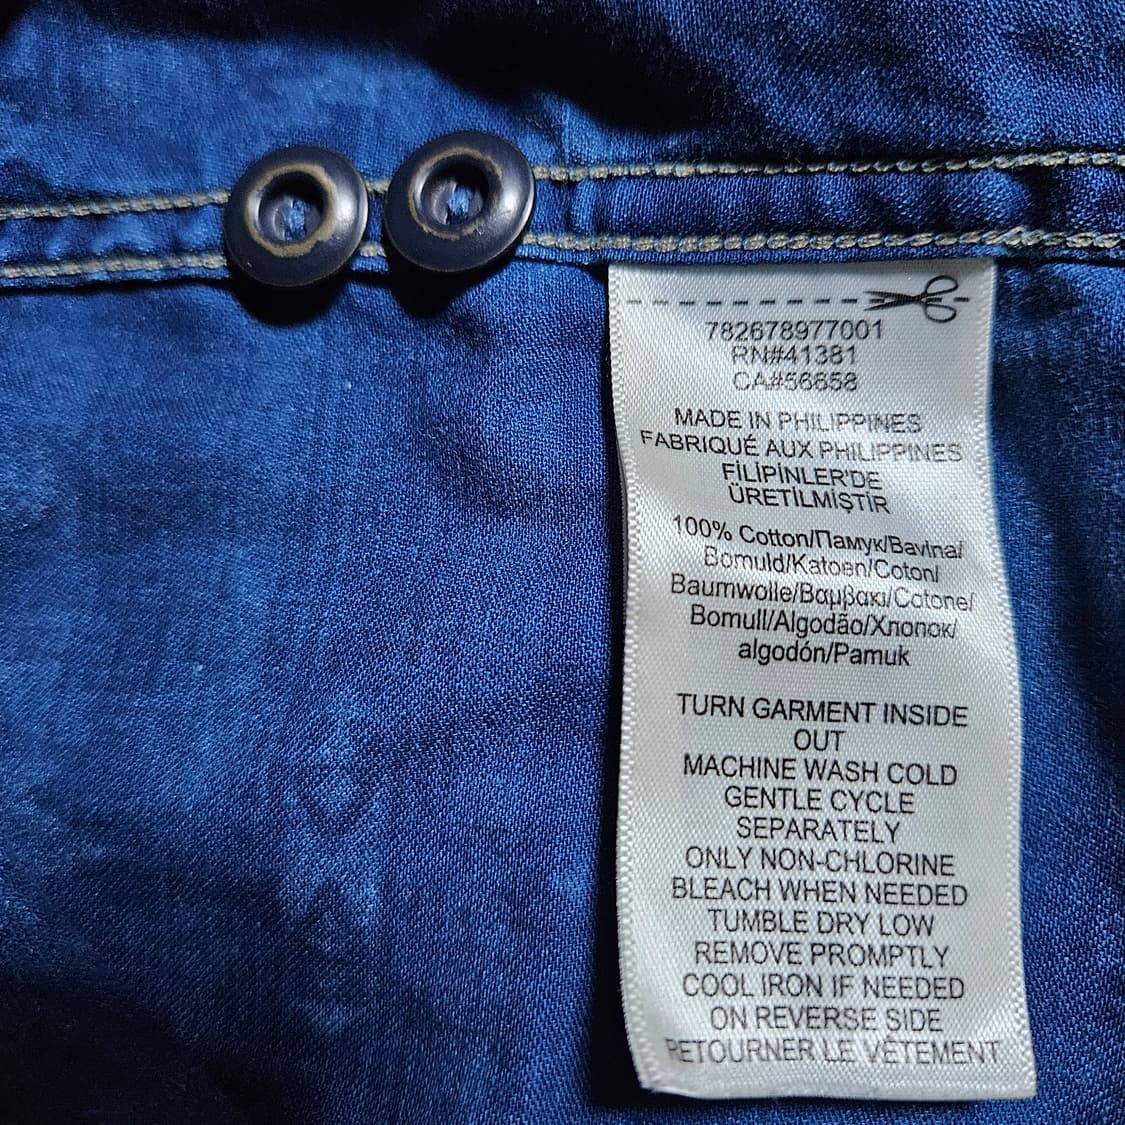 782678977001
RN#41381
CA#56658
MADE IN PHILIPPINES
FABRIQUÉ AUX PHILIPPINES
FİLİPİNLER'DE
ÜRETİLMİŞTİR
100% Cotton/Памук/Bavlna/
Bomuld/Katoen/Coton/
Baumwolle/Βαμβακι/Cotone/
Bomull/Algodão/Хлопок/
algodón/Pamuk
TURN GARMENT INSIDE
OUT
MACHINE WASH COLD
GENTLE CYCLE
SEPARATELY
ONLY NON-CHLORINE
BLEACH WHEN NEEDED
TUMBLE DRY LOW
REMOVE PROMPTLY
COOL IRON IF NEEDED
ON REVERSE SIDE
RETOURNER LE VÊTEMENT